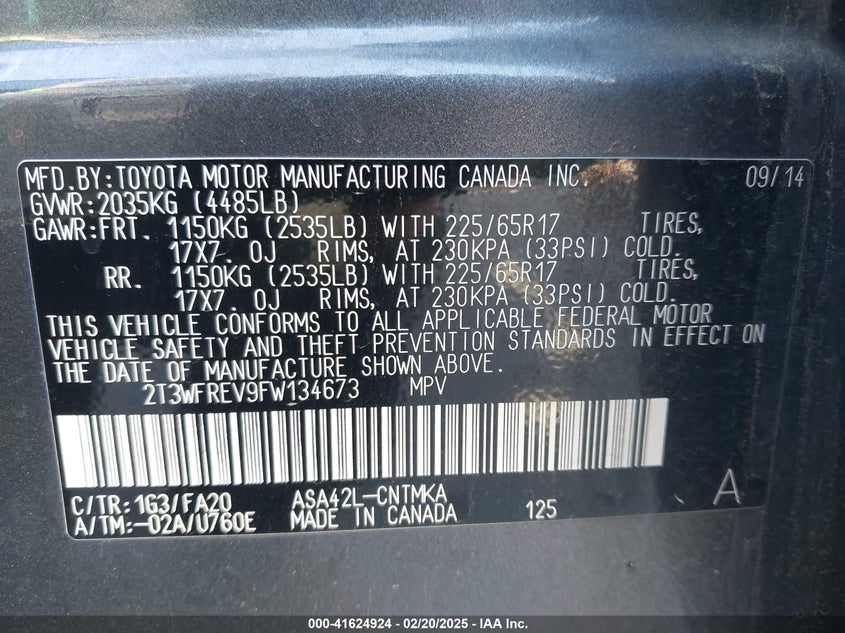 MFD.BY:TOYOTA MOTOR MANUFACTURING CANADA INC. 09/14
GVWR:2035KG (4485LB)
GAWR:FRT. 1150KG (2535LB) WITH 225/65R17 TIRES,
17X7. 0J RIMS, AT 230KPA (33PSI) COLD.
RR. 1150KG (2535LB) WITH 225/65R17 TIRES,
17X7. 0J RIMS, AT 230KPA (33PSI) COLD.
THIS VEHICLE CONFORMS TO ALL APPLICABLE FEDERAL MOTOR
VEHICLE SAFETY AND THEFT PREVENTION STANDARDS IN EFFECT ON
THE DATE OF MANUFACTURE SHOWN ABOVE.
2T3WFREV9FW134673 MPV
C/TR:1G3/FA20 ASA42L-CNTMKA A
A/TM:-02A/U760E MADE IN CANADA 125
000-41624924 - 02/20/2025 - IAA Inc.